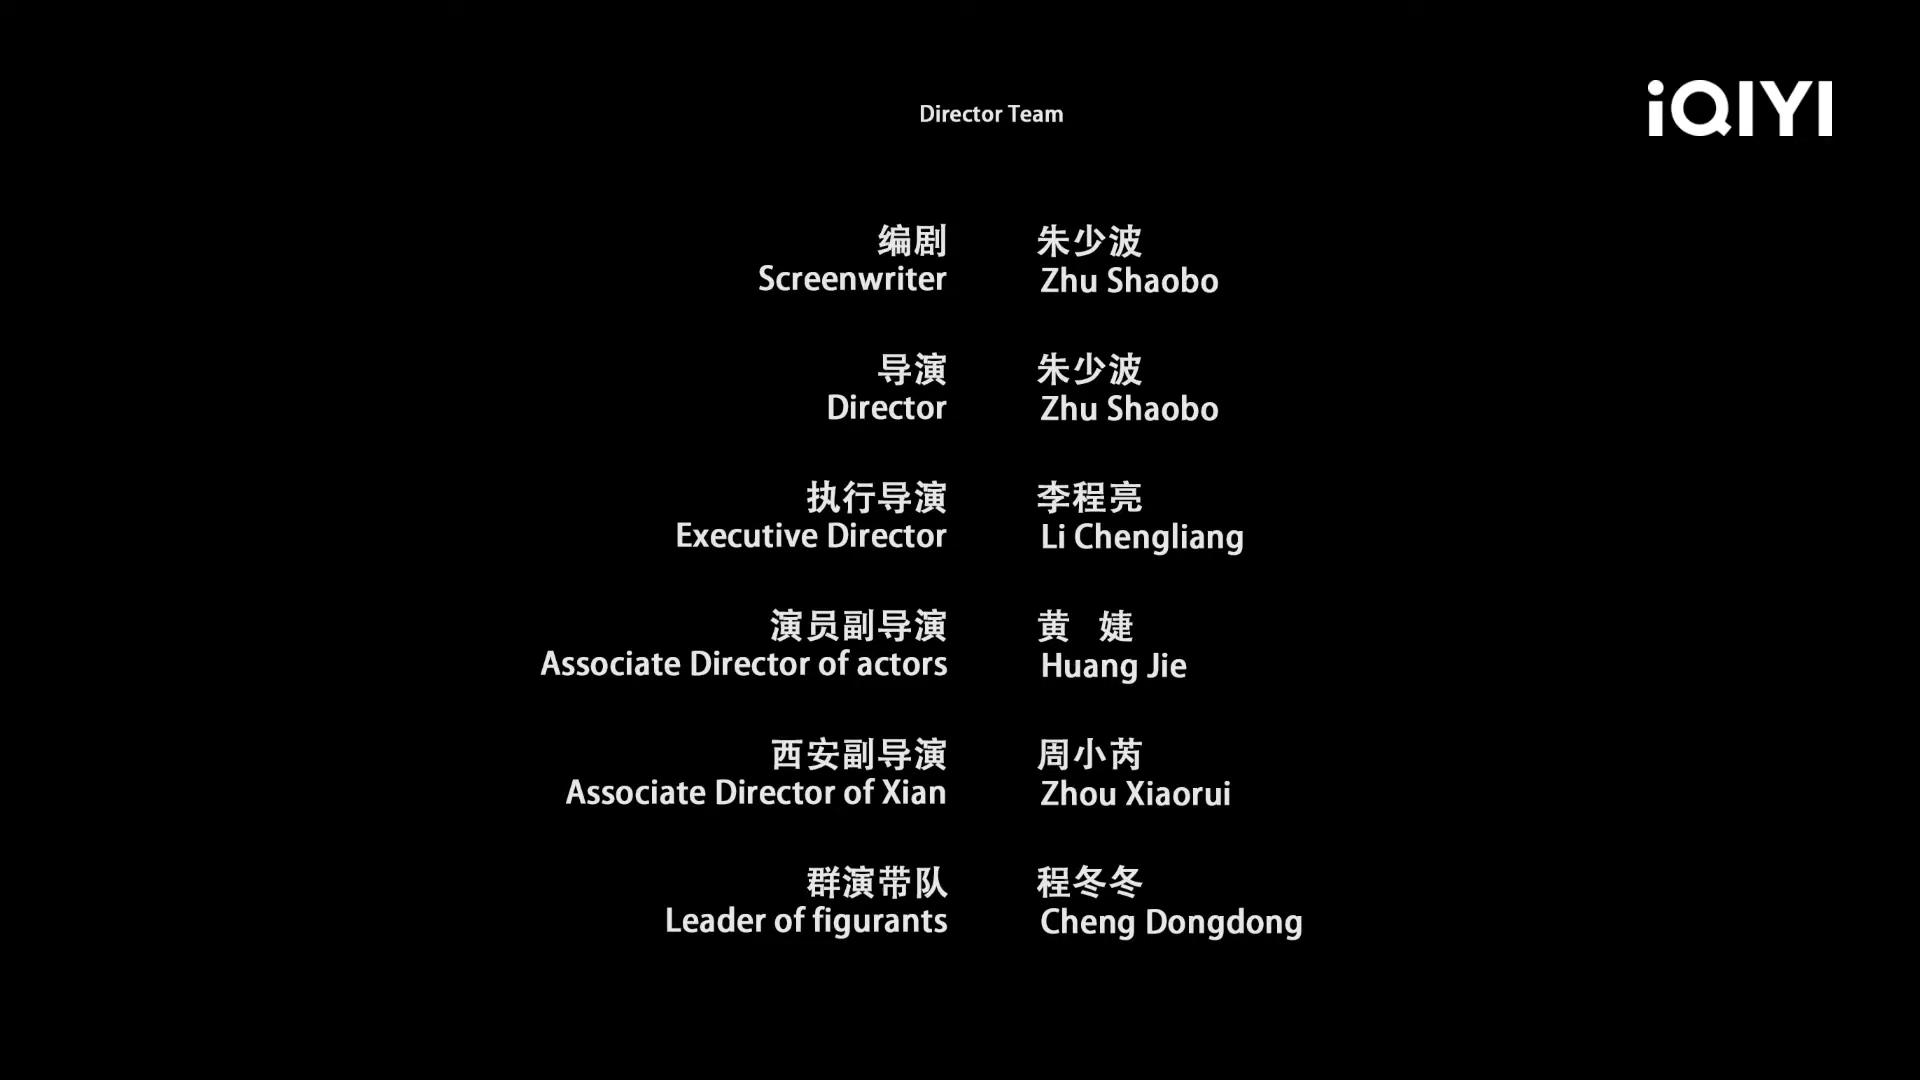 Director Team
iQIYI
编剧 朱少波
Screenwriter Zhu Shaobo
导演 朱少波
Director Zhu Shaobo
执行导演 李程亮
Executive Director Li Chengliang
演员副导演 黄 婕
Associate Director of actors Huang Jie
西安副导演 周小芮
Associate Director of Xian Zhou Xiaorui
群演带队 程冬冬
Leader of figurants Cheng Dongdong